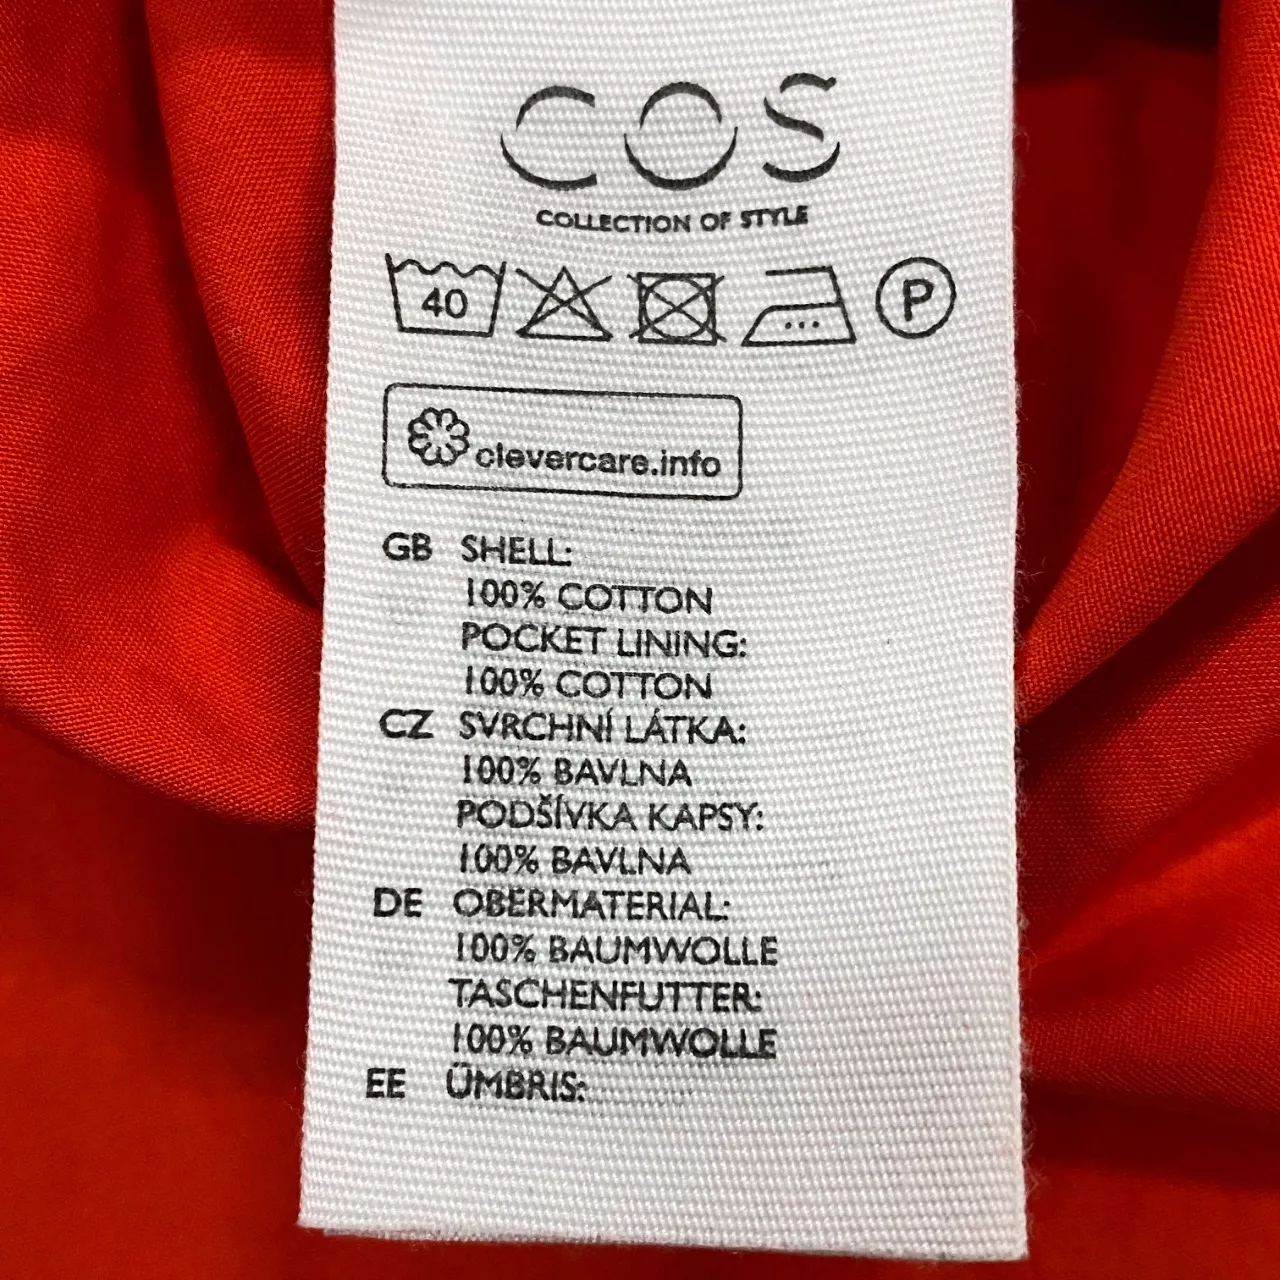 COS
COLLECTION OF STYLE
40 P
clevercare.info
GB SHELL:
100% COTTON
POCKET LINING:
100% COTTON
CZ SVRCHNÍ LÁTKA:
100% BAVLNA
PODŠÍVKA KAPSY:
100% BAVLNA
DE OBERMATERIAL:
100% BAUMWOLLE
TASCHENFUTTER:
100% BAUMWOLLE
EE ÜMBRIS: